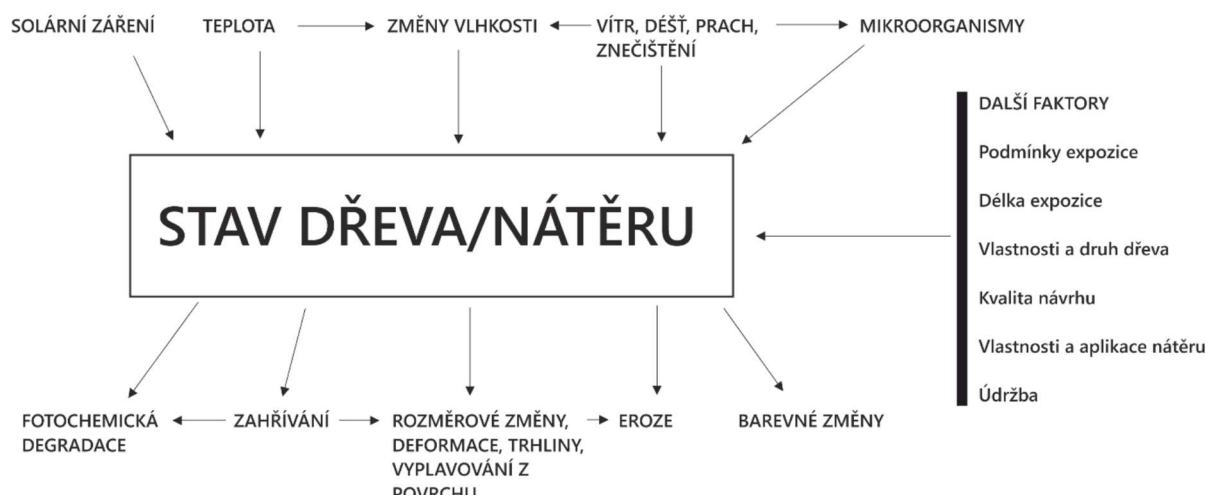 SOLÁRNÍ ZÁŘENÍ
TEPLOTA
ZMĚNY VLHKOSTI
VÍTR, DÉŠŤ, PRACH,
ZNEČIŠTĚNÍ
MIKROORGANISMY
STAV DŘEVA/NÁTĚRU
DALŠÍ FAKTORY
Podmínky expozice
Délka expozice
Vlastnosti a druh dřeva
Kvalita návrhu
Vlastnosti a aplikace nátěru
Údržba
FOTOCHEMICKÁ
DEGRADACE
ZAHŘÍVÁNÍ
ROZMĚROVÉ ZMĚNY,
DEFORMACE, TRHLINY,
VYPLAVOVÁNÍ Z
POVRCHU
EROZE
BAREVNÉ ZMĚNY